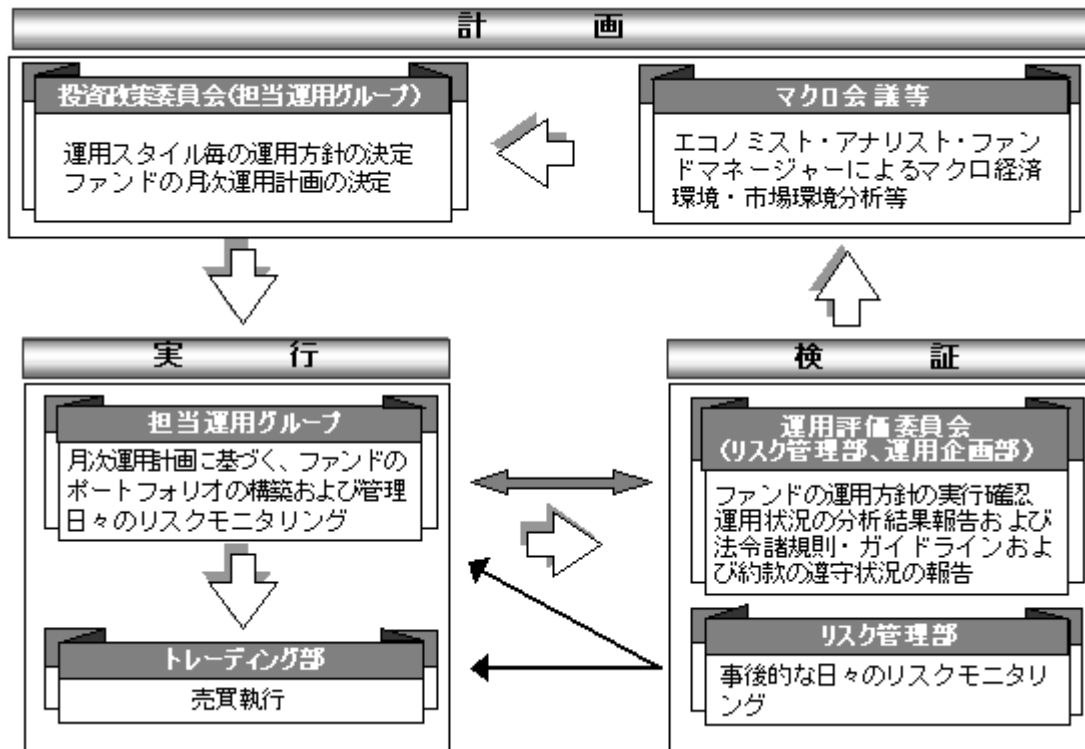 計画
投資政策委員会(担当運用グループ)
運用スタイル毎の運用方針の決定
ファンドの月次運用計画の決定
マクロ会議等
エコノミスト・アナリスト・ファン
ドマネージャーによるマクロ経済
環境・市場環境分析等
実行
担当運用グループ
月次運用計画に基づく、ファンドの
ポートフォリオの構築および管理
日々のリスクモニタリング
トレーディング部
売買執行
検証
運用評価委員会
(リスク管理部、運用企画部)
ファンドの運用方針の実行確認
運用状況の分析結果報告および
法令諸規則・ガイドラインおよ
び約款の遵守状況の報告
リスク管理部
事後的な日々のリスクモニタリ
ング